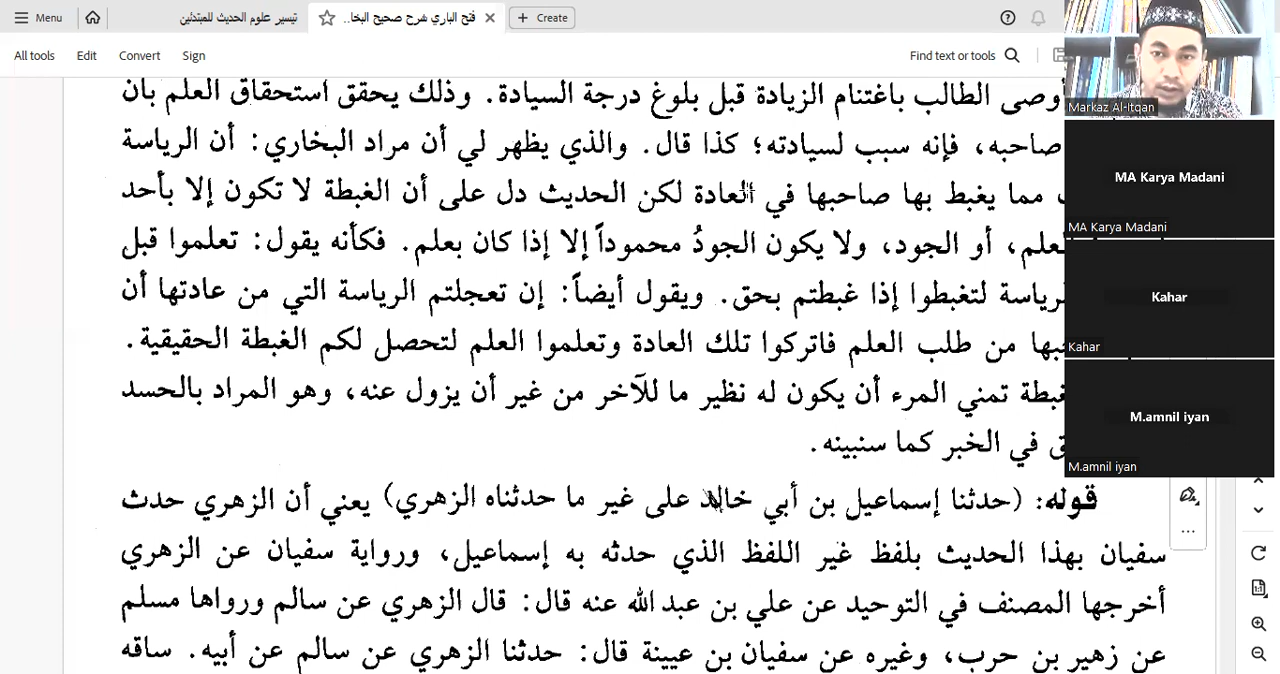 Menu
تيسير علوم الحديث للمبتدئين
فتح الباري شرح صحيح البخا..
Create
All tools Edit Convert Sign
Find text or tools
أوصى الطالب باغتنام الزيادة قبل بلوغ درجة السيادة. وذلك يحقق استحقاق العلم بأن
صاحبه، فإنه سبب لسيادته؛ كذا قال. والذي يظهر لي أن مراد البخاري: أن الرياسة
مما يغبط بها صاحبها في العادة لكن الحديث دل على أن الغبطة لا تكون إلا بأحد
العلم، أو الجود، ولا يكون الجودُ محموداً إلا إذا كان بعلم. فكأنه يقول: تعلموا قبل
الرياسة لتغبطوا إذا غبطتم بحق. ويقول أيضاً: إن تعجلتم الرياسة التي من عادتها أن
من طلب العلم فاتركوا تلك العادة وتعلموا العلم لتحصل لكم الغبطة الحقيقية.
تمني المرء أن يكون له نظير ما للآخر من غير أن يزول عنه، وهو المراد بالحسد
في الخبر كما سنبينه.
قوله: (حدثنا إسماعيل بن أبي خالد على غير ما حدثناه الزهري) يعني أن الزهري حدث
سفيان بهذا الحديث بلفظ غير اللفظ الذي حدثه به إسماعيل، ورواية سفيان عن الزهري
أخرجها المصنف في التوحيد عن علي بن عبد الله عنه قال: قال الزهري عن سالم ورواها مسلم
عن زهير بن حرب، وغيره عن سفيان بن عيينة قال: حدثنا الزهري عن سالم عن أبيه. ساقه
Markaz Al-Itqan
MA Karya Madani
MA Karya Madani
Kahar
Kahar
M.amnil iyan
M.amnil iyan